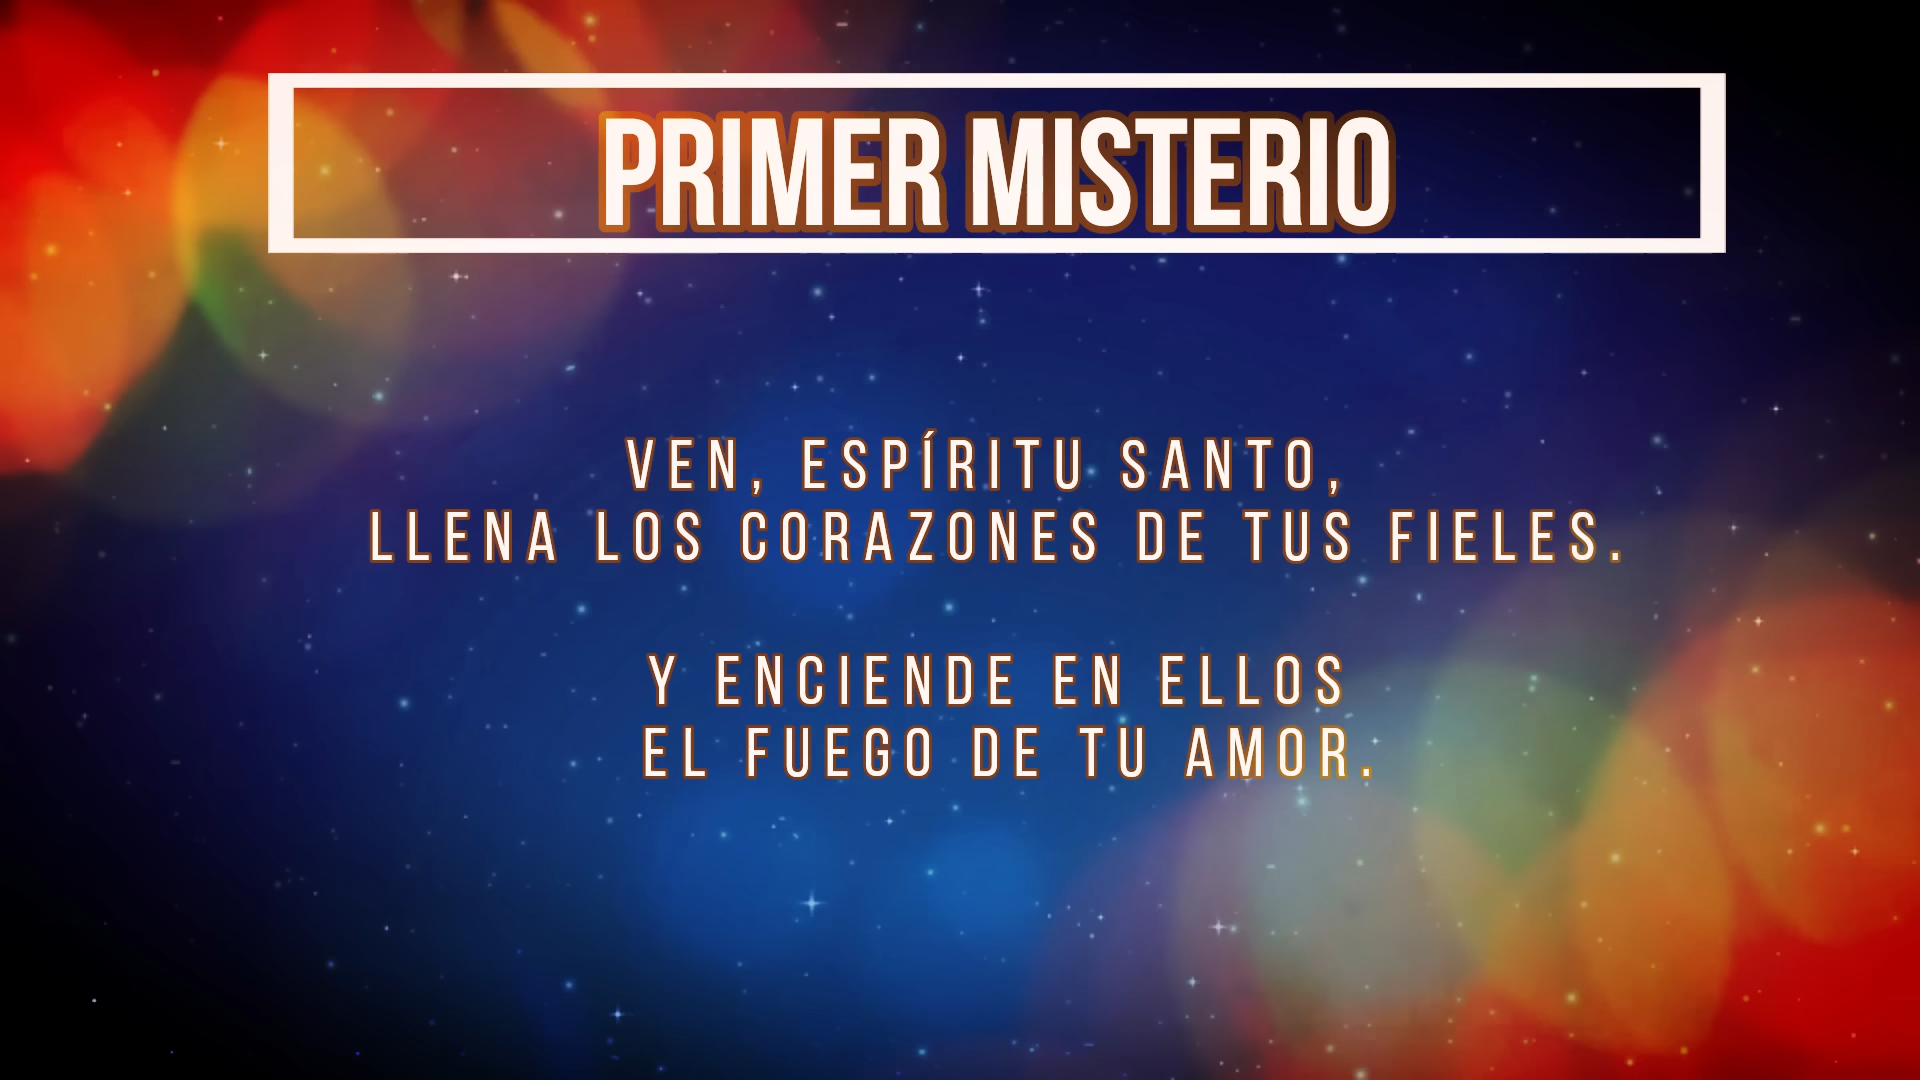 PRIMER MISTERIO
VEN, ESPÍRITU SANTO,
LLENA LOS CORAZONES DE TUS FIELES.
Y ENCIENDE EN ELLOS
EL FUEGO DE TU AMOR.